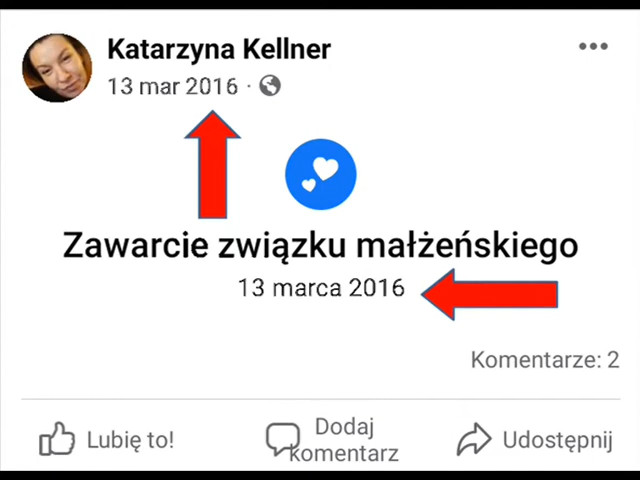 Katarzyna Kellner
13 mar 2016 ·
Zawarcie związku małżeńskiego
13 marca 2016
Komentarze: 2
Lubię to!
Dodaj
komentarz
Udostępnij